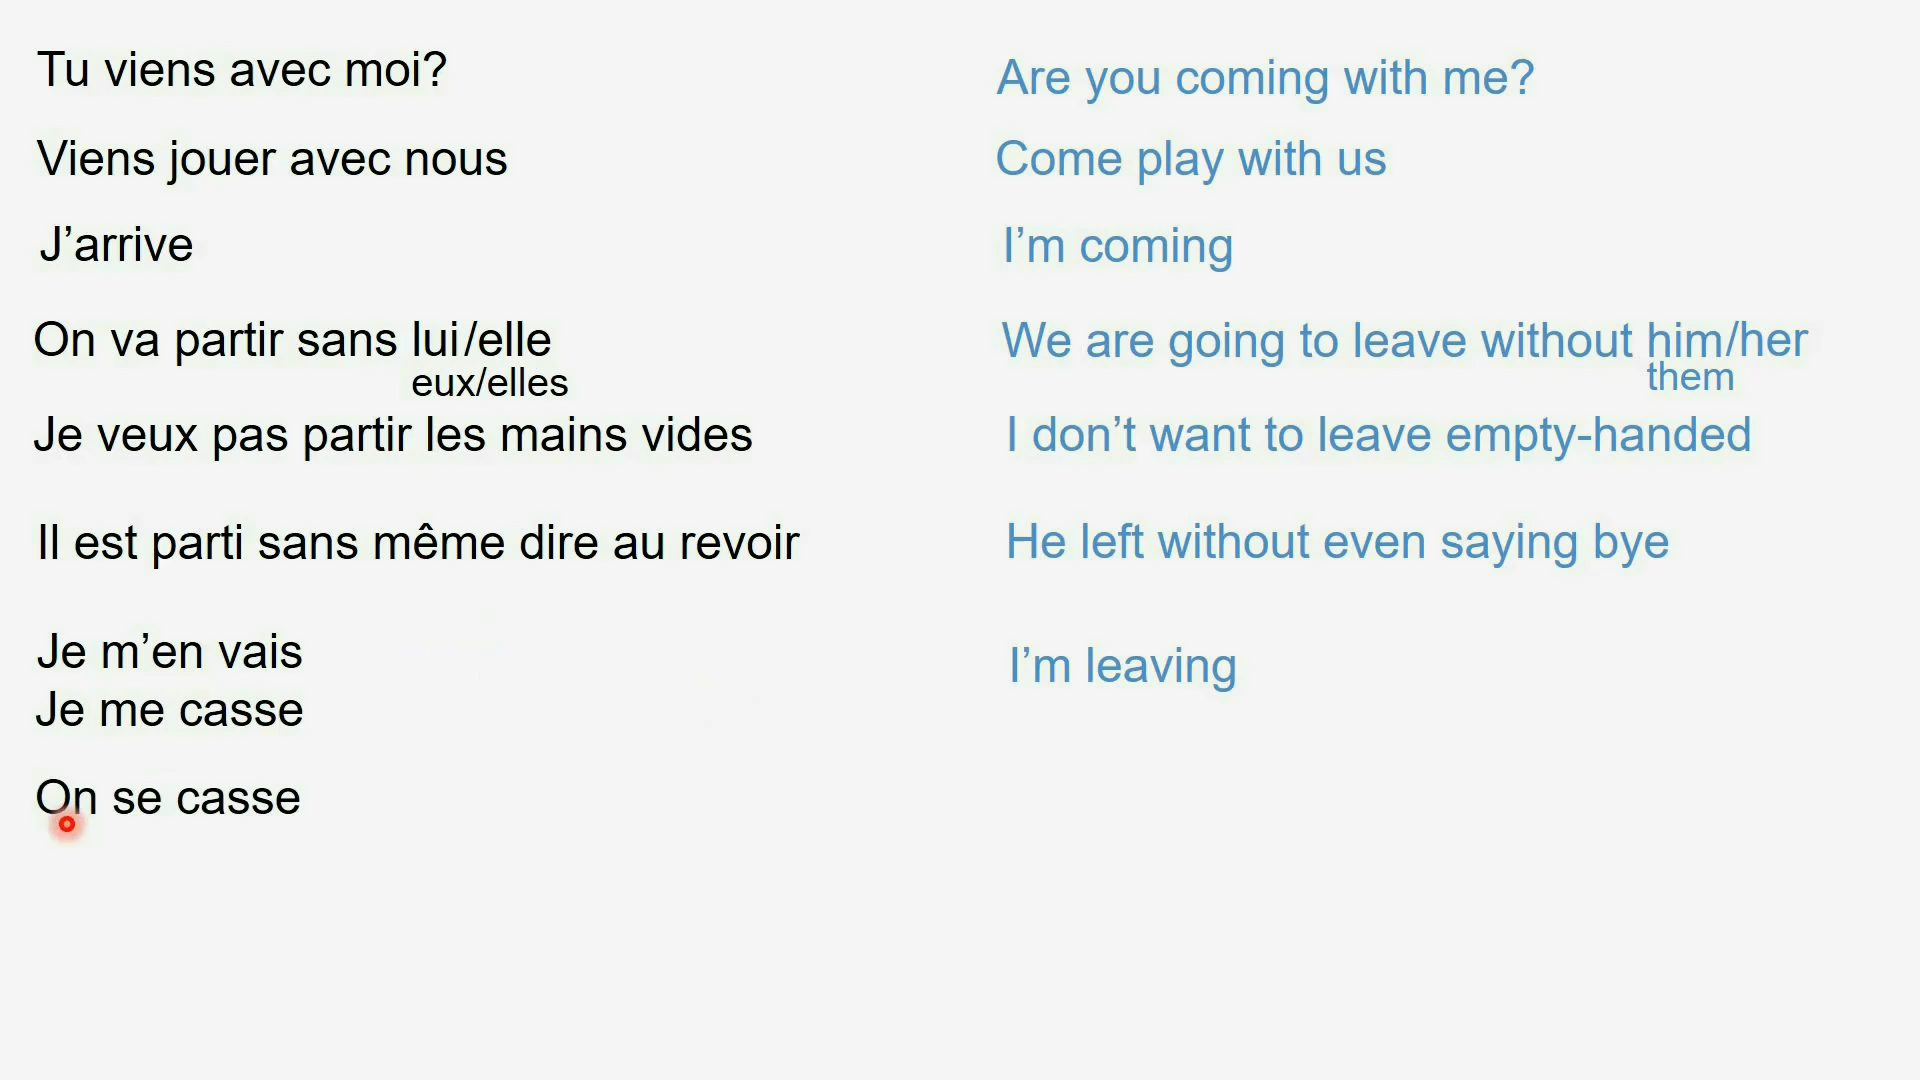 Tu viens avec moi? Are you coming with me?
Viens jouer avec nous Come play with us
J’arrive I’m coming
On va partir sans lui/elle We are going to leave without him/her
eux/elles them
Je veux pas partir les mains vides I don’t want to leave empty-handed
Il est parti sans même dire au revoir He left without even saying bye
Je m’en vais I’m leaving
Je me casse
On se casse